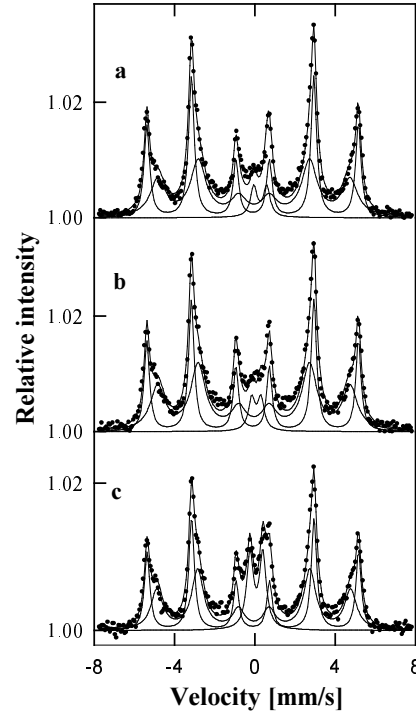 a
1.02
1.00
b
1.02
1.00
c
1.02
1.00
Relative intensity
-8 -4 0 4 8
Velocity [mm/s]